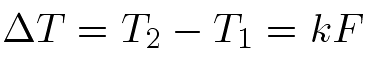 ΔT = T₂ − T₁ = kF